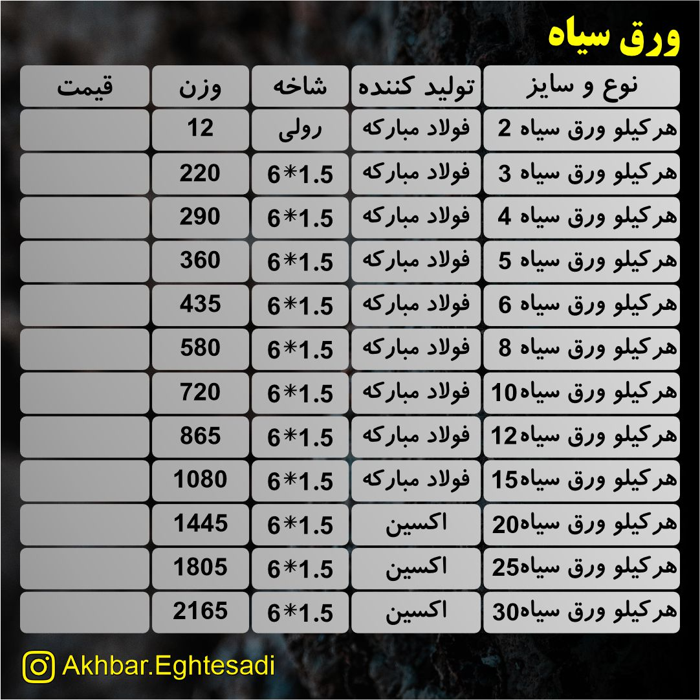 ورق سیاه
نوع و سایز تولید کننده شاخه وزن قیمت
هرکیلو ورق سیاه 2 فولاد مبارکه رولی 12
هرکیلو ورق سیاه 3 فولاد مبارکه 6*1.5 220
هرکیلو ورق سیاه 4 فولاد مبارکه 6*1.5 290
هرکیلو ورق سیاه 5 فولاد مبارکه 6*1.5 360
هرکیلو ورق سیاه 6 فولاد مبارکه 6*1.5 435
هرکیلو ورق سیاه 8 فولاد مبارکه 6*1.5 580
هرکیلو ورق سیاه10 فولاد مبارکه 6*1.5 720
هرکیلو ورق سیاه12 فولاد مبارکه 6*1.5 865
هرکیلو ورق سیاه15 فولاد مبارکه 6*1.5 1080
هرکیلو ورق سیاه20 اکسین 6*1.5 1445
هرکیلو ورق سیاه25 اکسین 6*1.5 1805
هرکیلو ورق سیاه30 اکسین 6*1.5 2165
Akhbar.Eghtesadi